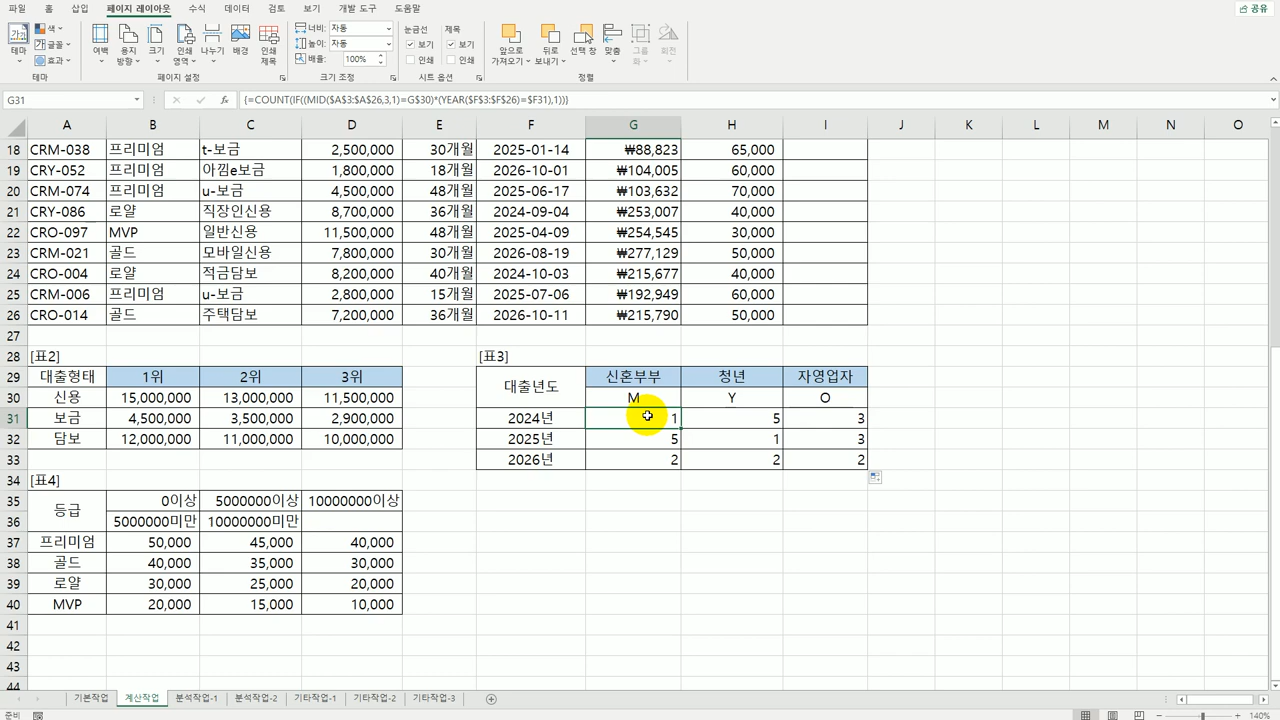 파일 홈 삽입 페이지 레이아웃 수식 데이터 검토 보기 개발 도구 도움말 공유
테마 색 글꼴 효과
여백 용지 방향 크기 인쇄 영역 나누기 배경 인쇄 제목
너비: 자동 높이: 자동 배율: 100%
눈금선 제목
보기 보기
인쇄 인쇄
앞으로 가져오기 뒤로 보내기 선택 창 맞춤 그룹화 회전
테마 페이지 설정 크기 조정 시트 옵션 정렬
G31 fx {=COUNT(IF((MID($A$3:$A$26,3,1)=G$30)*(YEAR($F$3:$F$26)=$F31),1))}
A B C D E F G H I J K L M N O
18 CRM-038 프리미엄 t-보금 2,500,000 30개월 2025-01-14 ₩88,823 65,000
19 CRY-052 프리미엄 아낌e보금 1,800,000 18개월 2026-10-01 ₩104,005 60,000
20 CRM-074 프리미엄 u-보금 4,500,000 48개월 2025-06-17 ₩103,632 70,000
21 CRY-086 로얄 직장인신용 8,700,000 36개월 2024-09-04 ₩253,007 40,000
22 CRO-097 MVP 일반신용 11,500,000 48개월 2025-04-09 ₩254,545 30,000
23 CRM-021 골드 모바일신용 7,800,000 30개월 2026-08-19 ₩277,129 50,000
24 CRO-004 로얄 적금담보 8,200,000 40개월 2024-10-03 ₩215,677 40,000
25 CRM-006 프리미엄 u-보금 2,800,000 15개월 2025-07-06 ₩192,949 60,000
26 CRO-014 골드 주택담보 7,200,000 36개월 2026-10-11 ₩215,790 50,000
27
28 [표2] [표3]
29 대출형태 1위 2위 3위 대출년도 신혼부부 청년 자영업자
30 신용 15,000,000 13,000,000 11,500,000 M Y O
31 보금 4,500,000 3,500,000 2,900,000 2024년 1 5 3
32 담보 12,000,000 11,000,000 10,000,000 2025년 5 1 3
33 2026년 2 2 2
34 [표4]
35 등급 0이상 5000000이상 10000000이상
36 5000000미만 10000000미만
37 프리미엄 50,000 45,000 40,000
38 골드 40,000 35,000 30,000
39 로얄 30,000 25,000 20,000
40 MVP 20,000 15,000 10,000
41
42
43
44
기본작업 계산작업 분석작업-1 분석작업-2 기타작업-1 기타작업-2 기타작업-3
준비 140%